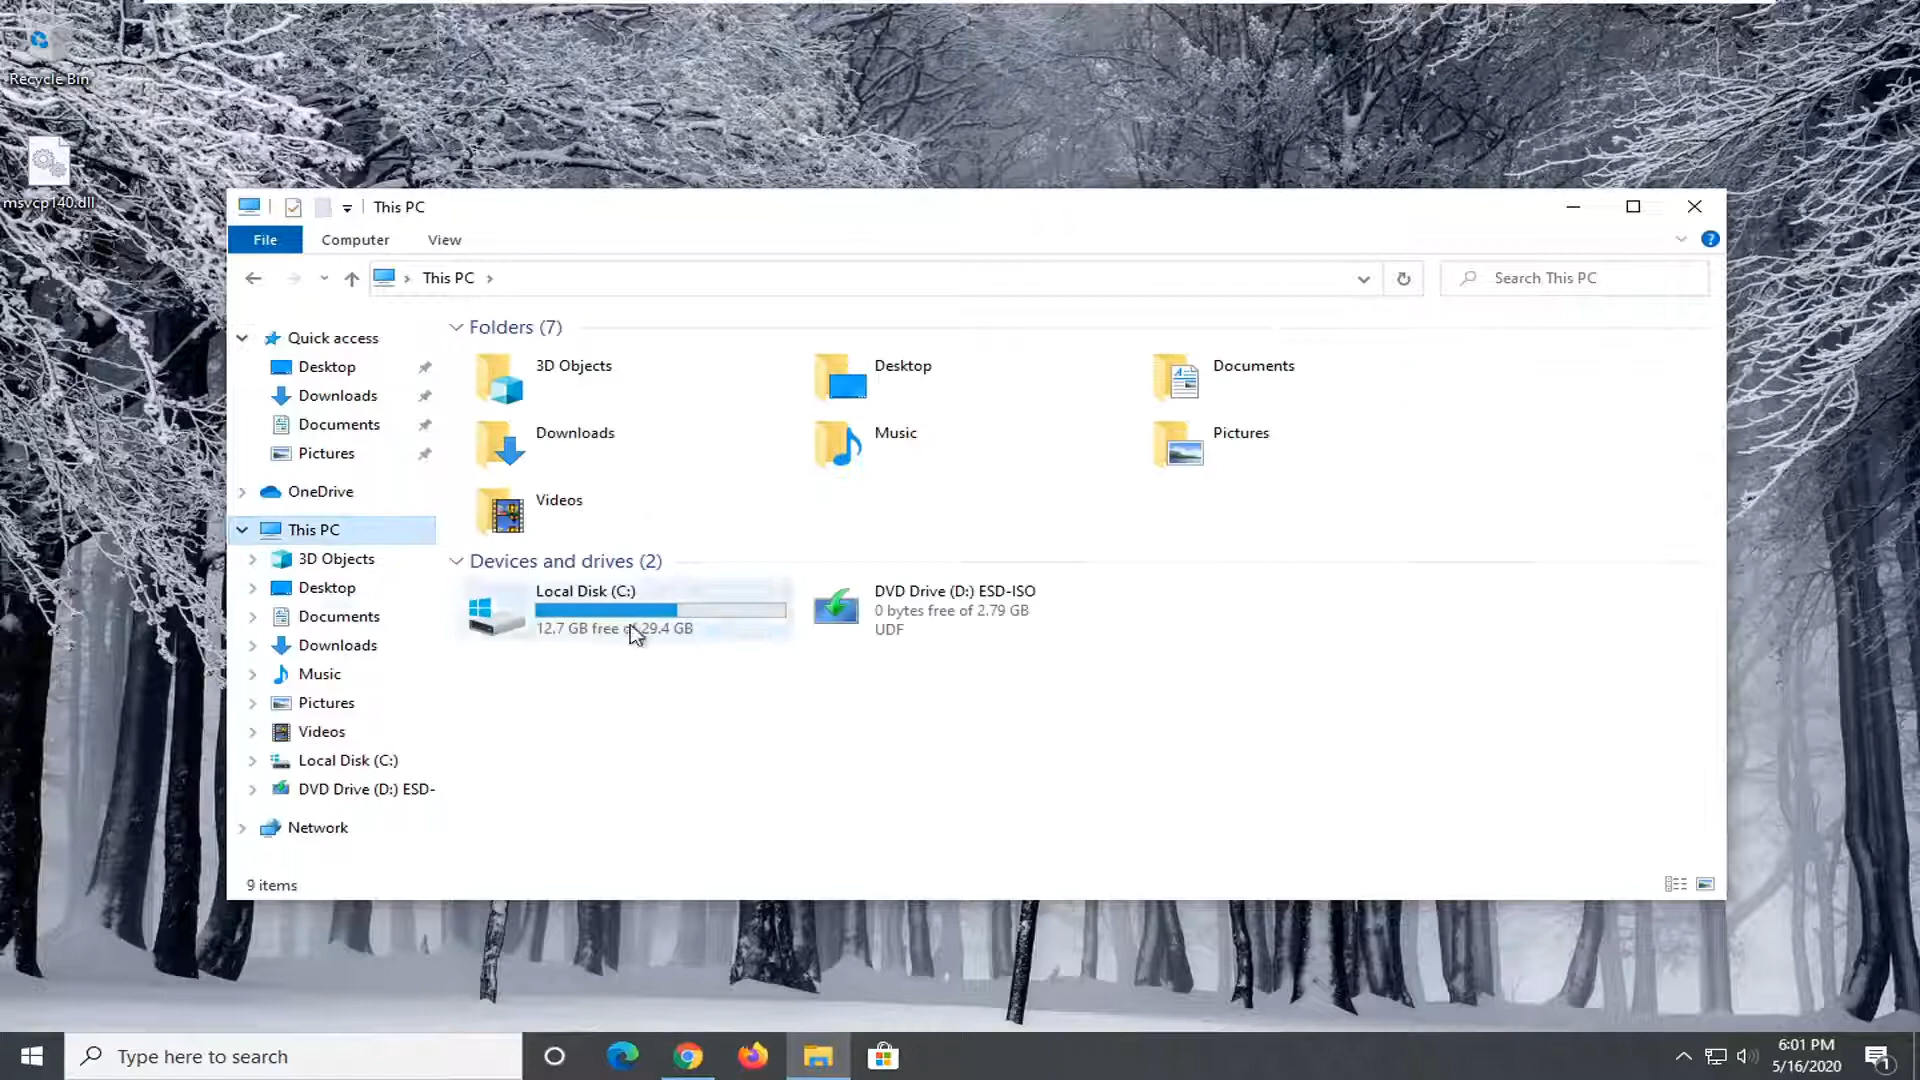 Recycle Bin
msvcp140.dll
This PC
File Computer View
This PC
Search This PC
Quick access
Desktop
Downloads
Documents
Pictures
OneDrive
This PC
3D Objects
Desktop
Documents
Downloads
Music
Pictures
Videos
Local Disk (C:)
DVD Drive (D:) ESD-
Network
Folders (7)
3D Objects
Desktop
Documents
Downloads
Music
Pictures
Videos
Devices and drives (2)
Local Disk (C:)
12.7 GB free of 29.4 GB
DVD Drive (D:) ESD-ISO
0 bytes free of 2.79 GB
UDF
9 items
Type here to search
6:01 PM
5/16/2020
1